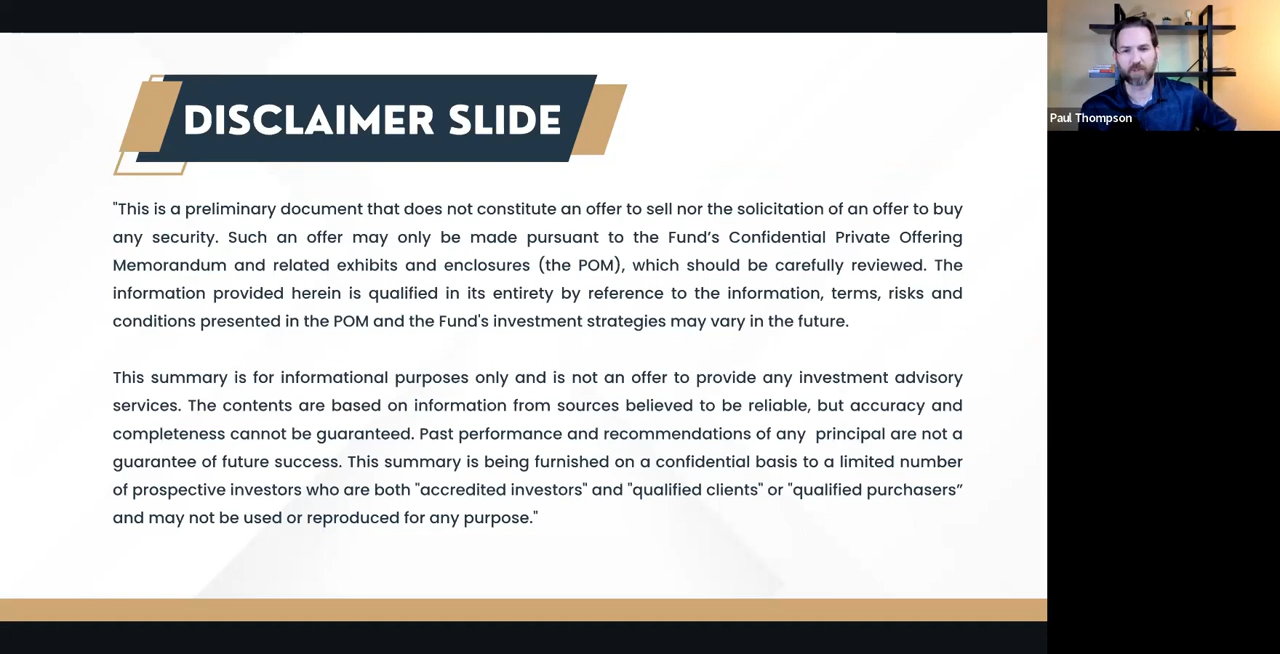 DISCLAIMER SLIDE
"This is a preliminary document that does not constitute an offer to sell nor the solicitation of an offer to buy
any security. Such an offer may only be made pursuant to the Fund’s Confidential Private Offering
Memorandum and related exhibits and enclosures (the POM), which should be carefully reviewed. The
information provided herein is qualified in its entirety by reference to the information, terms, risks and
conditions presented in the POM and the Fund's investment strategies may vary in the future.
This summary is for informational purposes only and is not an offer to provide any investment advisory
services. The contents are based on information from sources believed to be reliable, but accuracy and
completeness cannot be guaranteed. Past performance and recommendations of any  principal are not a
guarantee of future success. This summary is being furnished on a confidential basis to a limited number
of prospective investors who are both "accredited investors" and "qualified clients" or "qualified purchasers”
and may not be used or reproduced for any purpose."
Paul Thompson